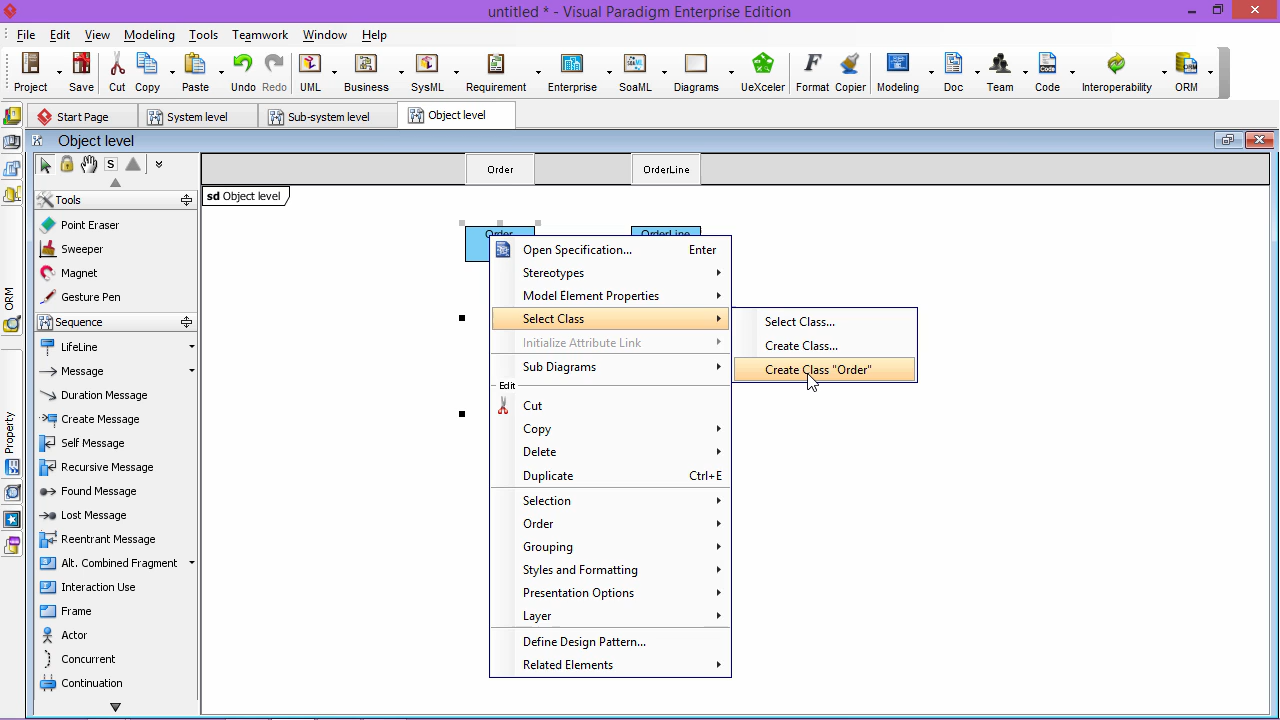 untitled * - Visual Paradigm Enterprise Edition
File Edit View Modeling Tools Teamwork Window Help
Project Save Cut Copy Paste Undo Redo UML Business SysML Requirement Enterprise SoaML Diagrams UeXceler Format Copier Modeling Doc Team Code Interoperability ORM
Start Page System level Sub-system level Object level
Object level
S
Order OrderLine
sd Object level
Tools
Point Eraser
Sweeper
Magnet
Gesture Pen
Sequence
LifeLine
Message
Duration Message
Create Message
Self Message
Recursive Message
Found Message
Lost Message
Reentrant Message
Alt. Combined Fragment
Interaction Use
Frame
Actor
Concurrent
Continuation
ORM
Property
Order OrderLine
Open Specification... Enter
Stereotypes
Model Element Properties
Select Class
Initialize Attribute Link
Sub Diagrams
Edit
Cut
Copy
Delete
Duplicate Ctrl+E
Selection
Order
Grouping
Styles and Formatting
Presentation Options
Layer
Define Design Pattern...
Related Elements
Select Class...
Create Class...
Create Class "Order"